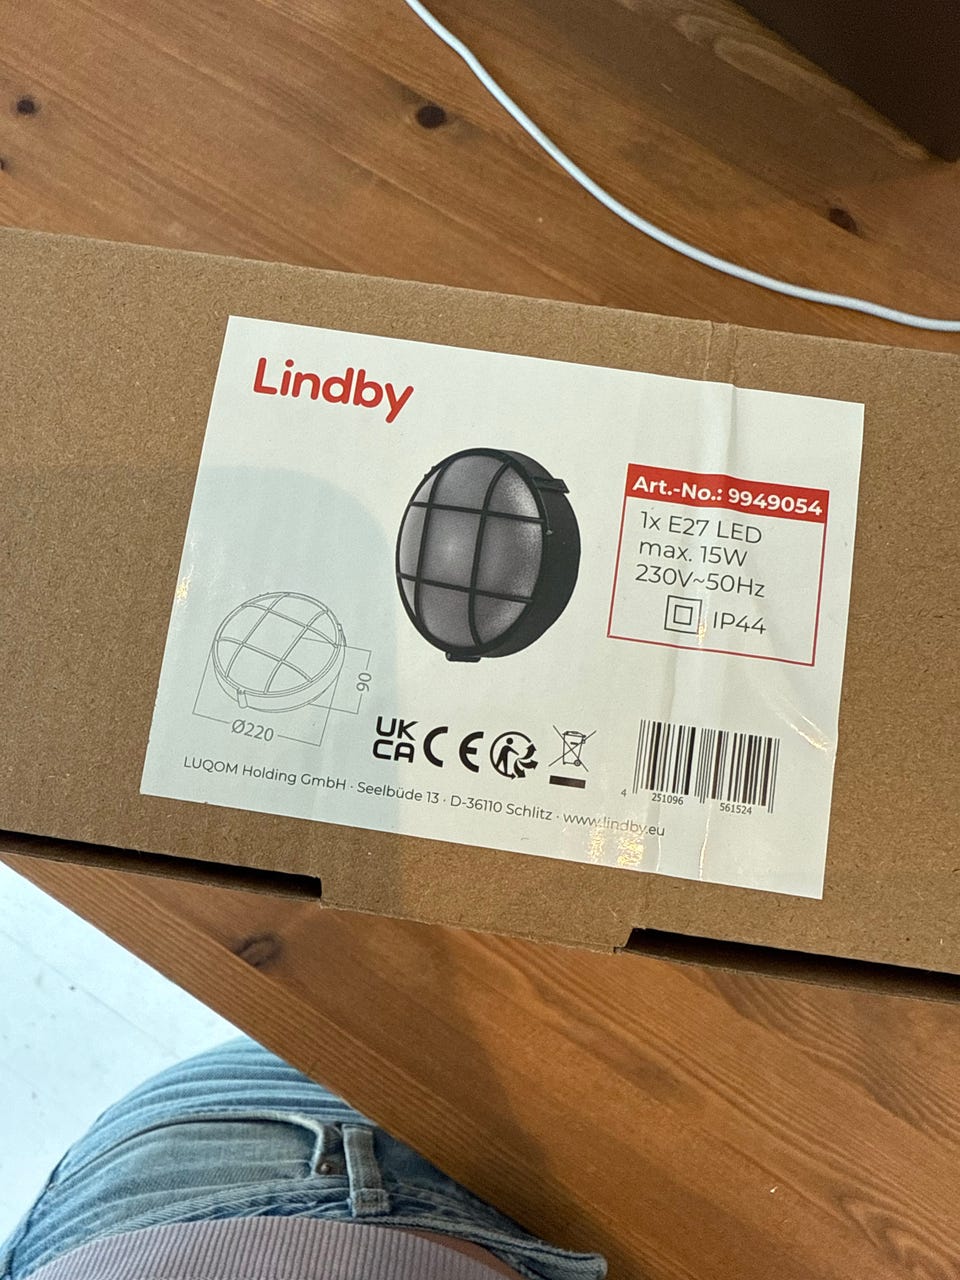 Lindby
Art.-No.: 9949054
1x E27 LED
max. 15W
230V~50Hz
IP44
90
Ø220
UK
CA CE
LUQOM Holding GmbH · Seelbüde 13 · D-36110 Schlitz · www.lindby.eu
4 251096 561524